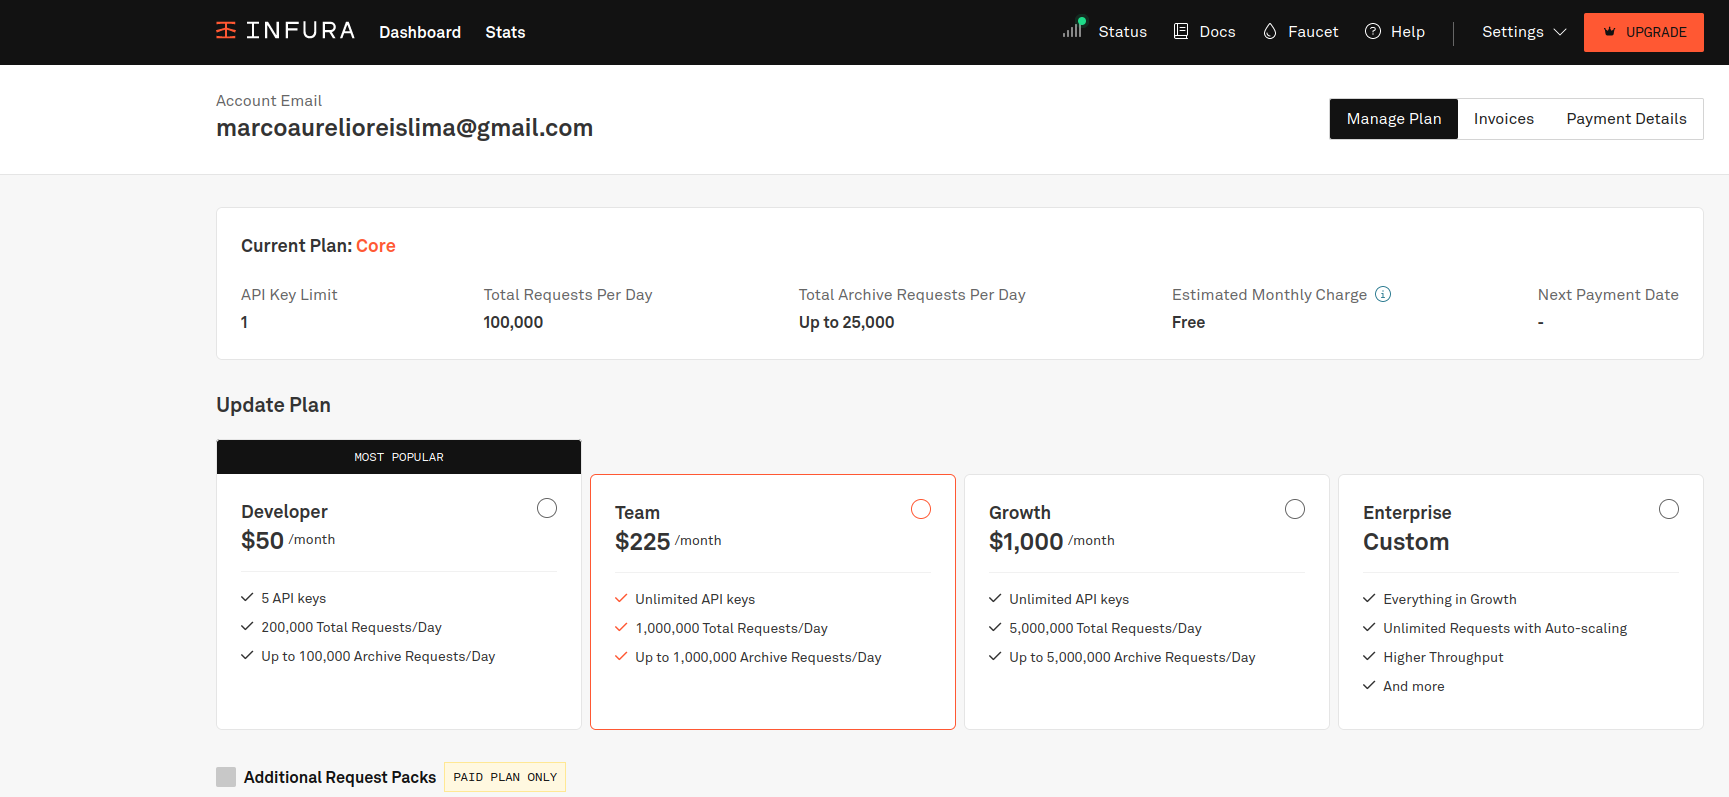 INFURA Dashboard Stats Status Docs Faucet Help Settings UPGRADE
Account Email
marcoaurelioreislima@gmail.com
Manage Plan Invoices Payment Details
Current Plan: Core
API Key Limit Total Requests Per Day Total Archive Requests Per Day Estimated Monthly Charge Next Payment Date
1 100,000 Up to 25,000 Free -
Update Plan
MOST POPULAR
Developer
$50 /month
5 API keys
200,000 Total Requests/Day
Up to 100,000 Archive Requests/Day
Team
$225 /month
Unlimited API keys
1,000,000 Total Requests/Day
Up to 1,000,000 Archive Requests/Day
Growth
$1,000 /month
Unlimited API keys
5,000,000 Total Requests/Day
Up to 5,000,000 Archive Requests/Day
Enterprise
Custom
Everything in Growth
Unlimited Requests with Auto-scaling
Higher Throughput
And more
Additional Request Packs PAID PLAN ONLY